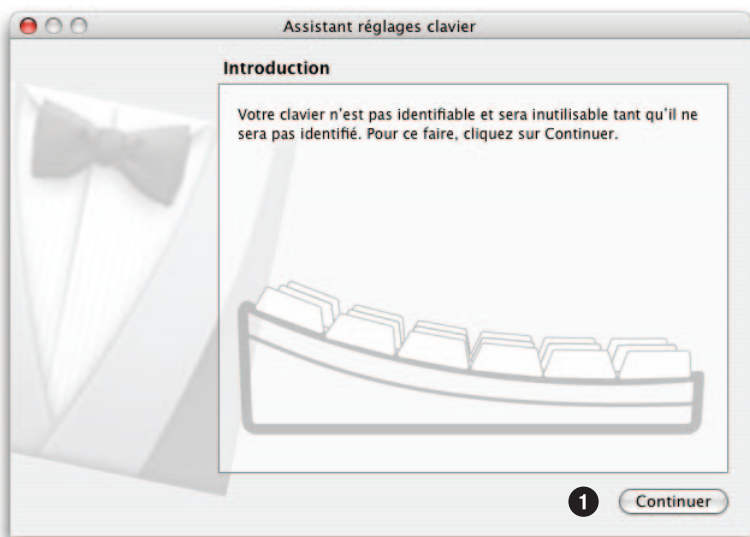 Assistant réglages clavier
Introduction
Votre clavier n'est pas identifiable et sera inutilisable tant qu'il ne
sera pas identifié. Pour ce faire, cliquez sur Continuer.
1 Continuer